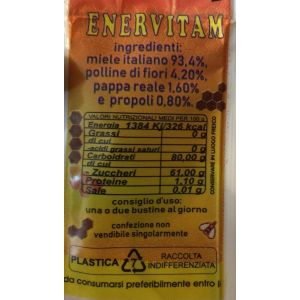 ENERVITAM
ingredienti:
miele italiano 93,4%,
polline di fiori 4,20%,
pappa reale 1,60%
e propoli 0,80%.
VALORI NUTRIZIONALI MEDI PER 100 g
Energia 1384 Kj/326 kcal
Grassi 0 g
di cui
-acidi grassi saturi 0 g
Carboidrati 80,00 g
di cui
- Zuccheri 61,00 g
Proteine 1,10 g
Sale 0,01 g
CONSERVARE IN LUOGO FRESCO
consiglio d'uso:
una o due bustine al giorno
confezione non
vendibile singolarmente
PLASTICA 7 RACCOLTA
INDIFFERENZIATA
da consumarsi preferibilmente entro